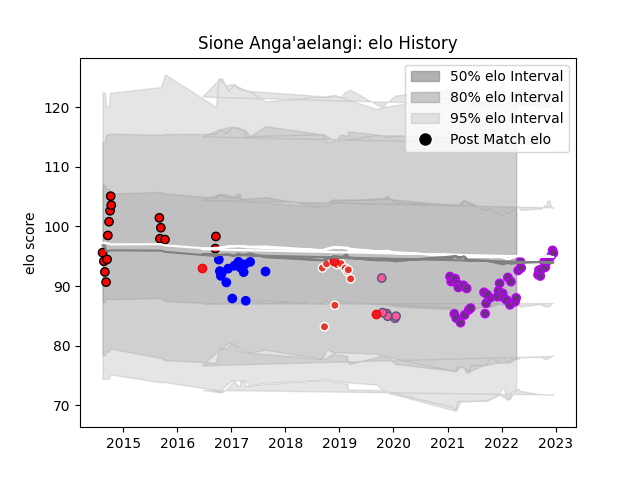 Sione Anga'aelangi: elo History
50% elo Interval
80% elo Interval
95% elo Interval
Post Match elo
elo score
120
110
100
90
80
70
2015 2016 2017 2018 2019 2020 2021 2022 2023